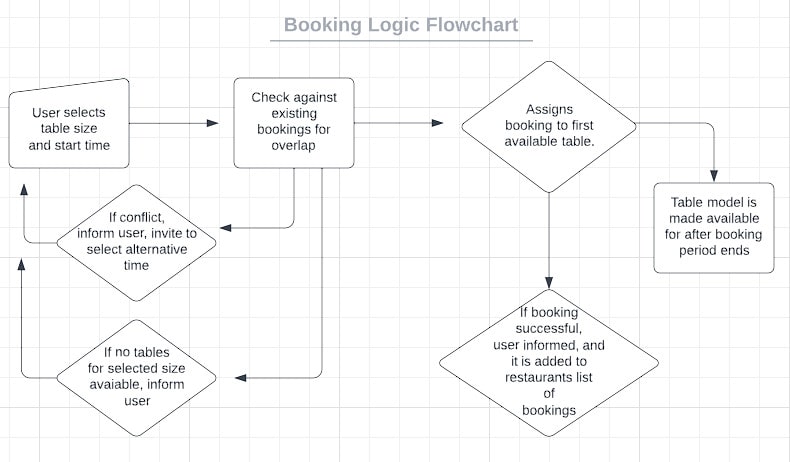 Booking Logic Flowchart
User selects
table size
and start time
Check against
existing
bookings for
overlap
Assigns
booking to first
available table.
Table model is
made available
for after booking
period ends
If conflict,
inform user, invite to
select alternative
time
If no tables
for selected size
avaiable, inform
user
If booking
successful,
user informed, and
it is added to
restaurants list
of
bookings